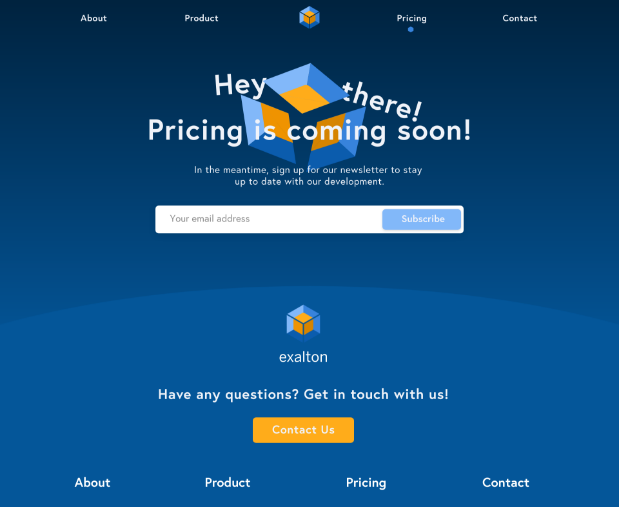 About
Product
Pricing
Contact
Hey there!
Pricing is coming soon!
In the meantime, sign up for our newsletter to stay
up to date with our development.
Your email address
Subscribe
exalton
Have any questions? Get in touch with us!
Contact Us
About
Product
Pricing
Contact